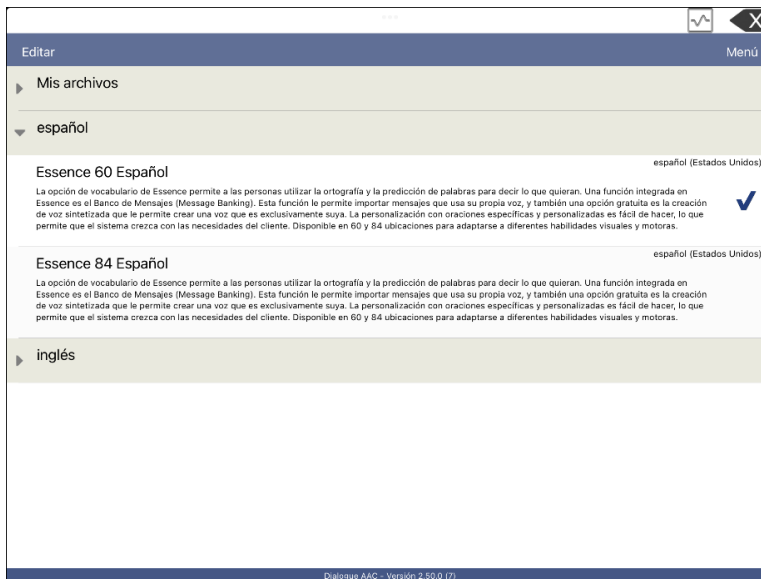 Editar
Menú
Mis archivos
español
español (Estados Unidos)
Essence 60 Español
La opción de vocabulario de Essence permite a las personas utilizar la ortografía y la predicción de palabras para decir lo que quieran. Una función integrada en
Essence es el Banco de Mensajes (Message Banking). Esta función le permite importar mensajes que usa su propia voz, y también una opción gratuita es la creación
de voz sintetizada que le permite crear una voz que es exclusivamente suya. La personalización con oraciones específicas y personalizadas es fácil de hacer, lo que
permite que el sistema crezca con las necesidades del cliente. Disponible en 60 y 84 ubicaciones para adaptarse a diferentes habilidades visuales y motoras.
español (Estados Unidos)
Essence 84 Español
La opción de vocabulario de Essence permite a las personas utilizar la ortografía y la predicción de palabras para decir lo que quieran. Una función integrada en
Essence es el Banco de Mensajes (Message Banking). Esta función le permite importar mensajes que usa su propia voz, y también una opción gratuita es la creación
de voz sintetizada que le permite crear una voz que es exclusivamente suya. La personalización con oraciones específicas y personalizadas es fácil de hacer, lo que
permite que el sistema crezca con las necesidades del cliente. Disponible en 60 y 84 ubicaciones para adaptarse a diferentes habilidades visuales y motoras.
inglés
Dialogue AAC - Versión 2.50.0 (7)